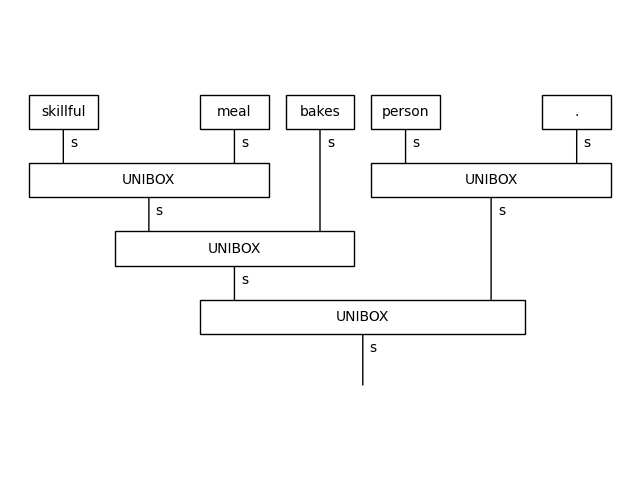 skillful meal bakes person .
s s s s s
UNIBOX UNIBOX
s s
UNIBOX
s
UNIBOX
s